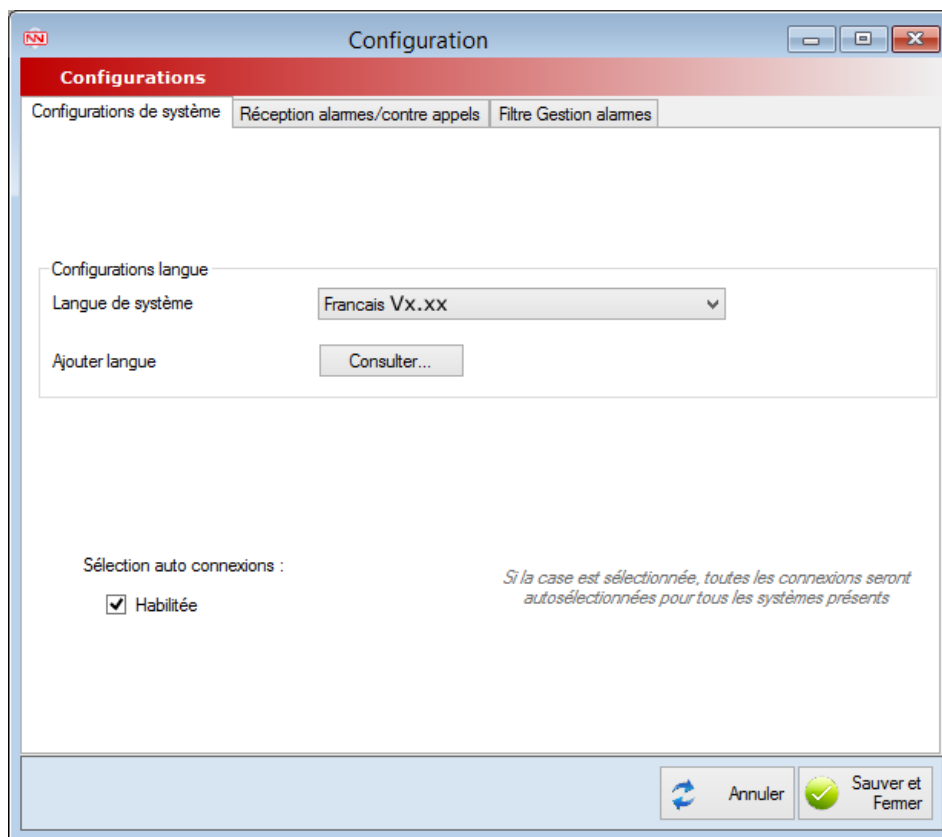 Configuration
Configurations
Configurations de système
Réception alarmes/contre appels
Filtre Gestion alarmes
Configurations langue
Langue de système
Francais Vx.xx
Ajouter langue
Consulter...
Sélection auto connexions :
Habilitée
Si la case est sélectionnée, toutes les connexions seront
autosélectionnées pour tous les systèmes présents
Annuler
Sauver et
Fermer